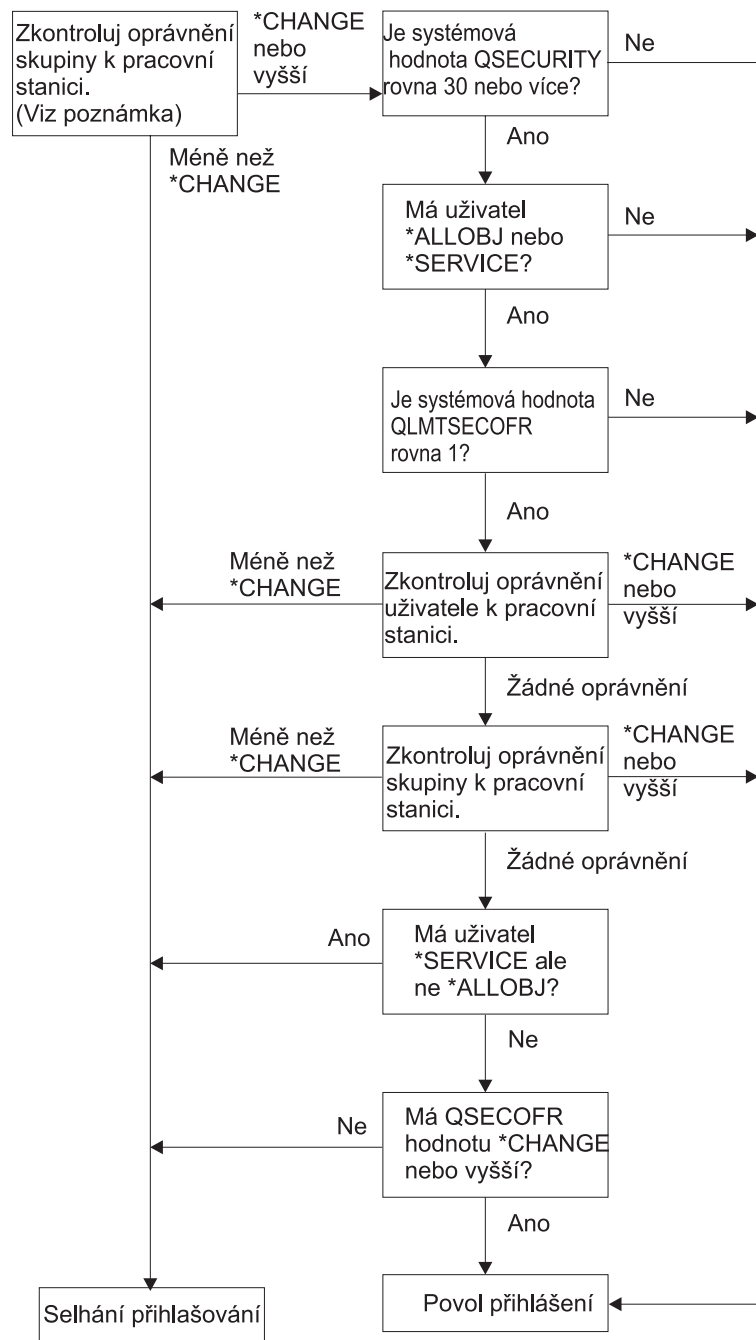 Zkontroluj oprávnění
skupiny k pracovní
stanici.
(Viz poznámka)
*CHANGE
nebo
vyšší
Je systémová
hodnota QSECURITY
rovna 30 nebo více?
Ne
Méně než
*CHANGE
Ano
Má uživatel
*ALLOBJ nebo
*SERVICE?
Ne
Ano
Je systémová hodnota
QLMTSECOFR
rovna 1?
Ne
Ano
Méně než
*CHANGE
Zkontroluj oprávnění
uživatele k pracovní
stanici.
*CHANGE
nebo
vyšší
Žádné oprávnění
Méně než
*CHANGE
Zkontroluj oprávnění
skupiny k pracovní
stanici.
*CHANGE
nebo
vyšší
Žádné oprávnění
Ano
Má uživatel
*SERVICE ale
ne *ALLOBJ?
Ne
Ne
Má QSECOFR
hodnotu *CHANGE
nebo vyšší?
Ano
Selhání přihlašování
Povol přihlášení